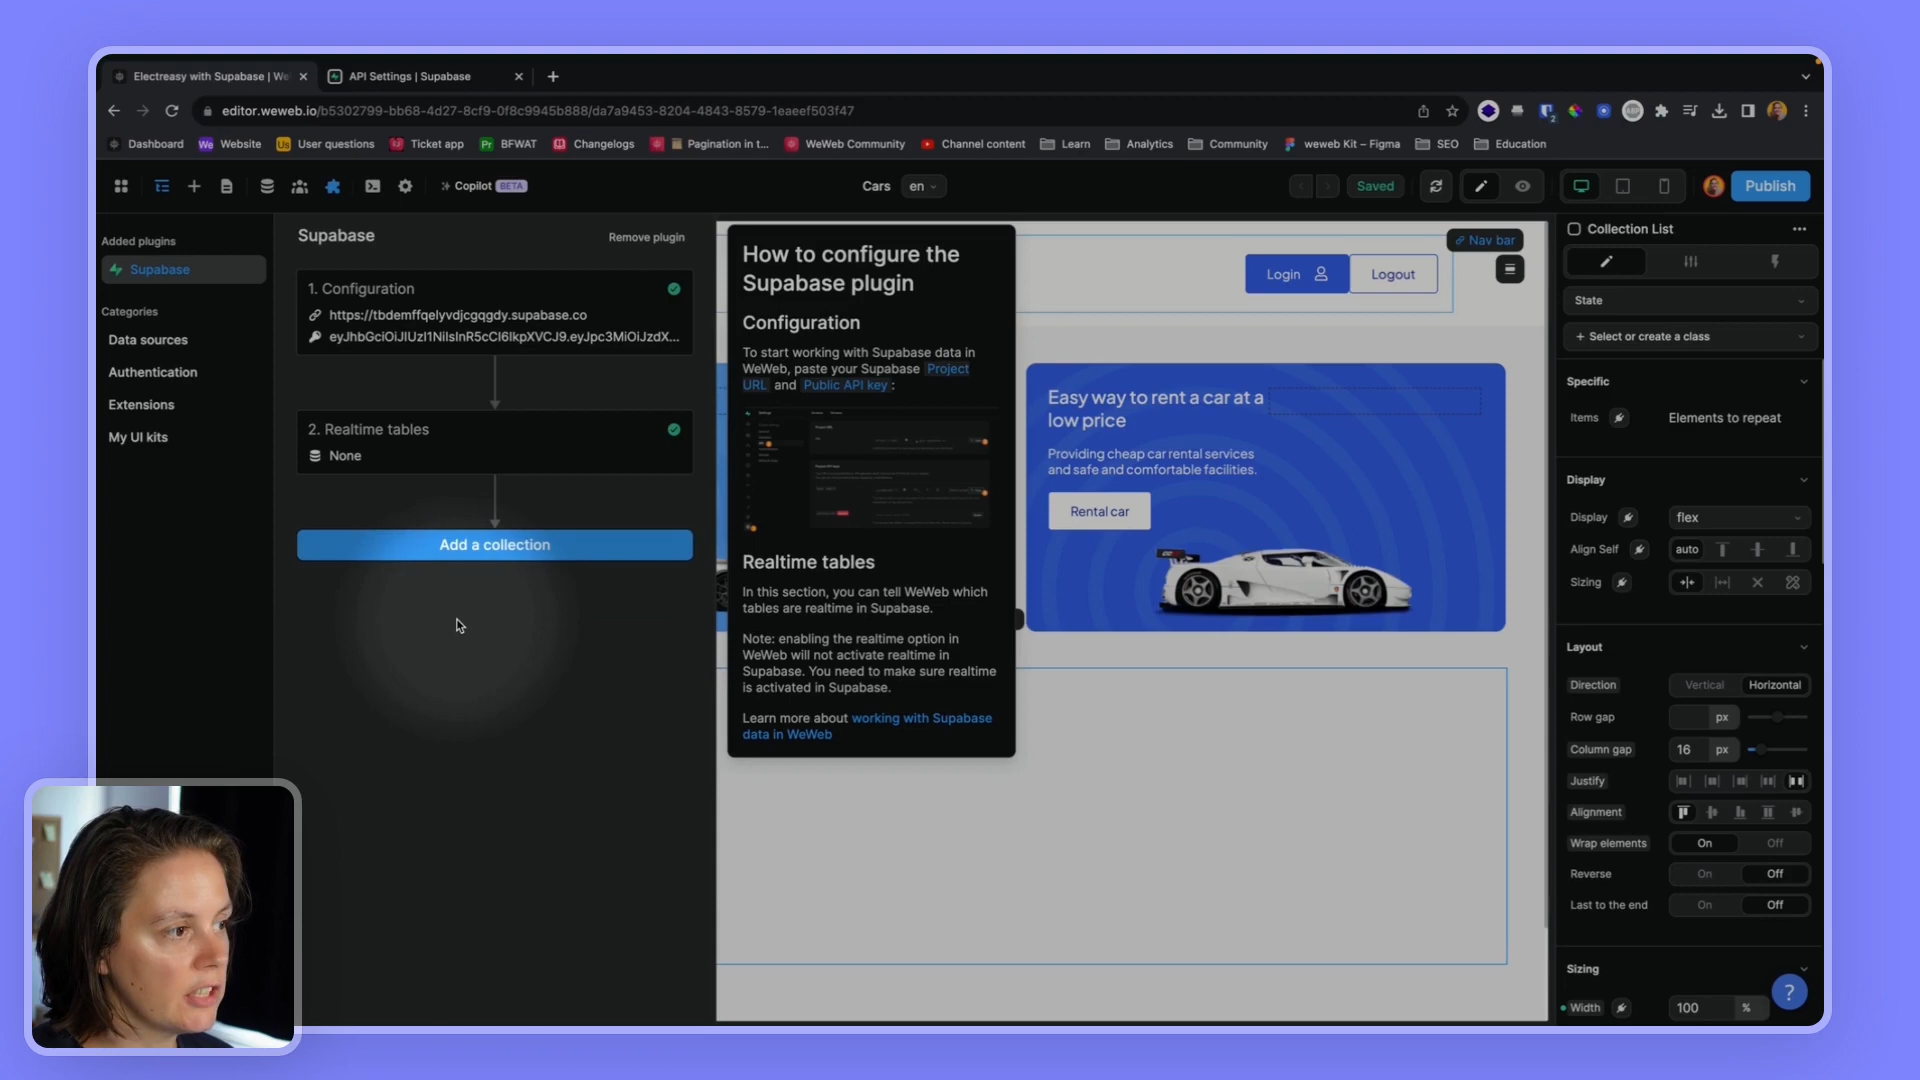 Electreasy with Supabase | We
API Settings | Supabase
editor.weweb.io/b5302799-bb68-4d27-8cf9-0f8c9945b888/da7a9453-8204-4843-8579-1eaeef503f47
Dashboard
We Website
Us User questions
Ticket app
Pr BFWAT
Changelogs
Pagination in t...
WeWeb Community
Channel content
Learn
Analytics
Community
weweb Kit – Figma
SEO
Education
Copilot BETA
Cars
en
Saved
Publish
Added plugins
Supabase
Categories
Data sources
Authentication
Extensions
My UI kits
Supabase
Remove plugin
1. Configuration
https://tbdemffqelyvdjcgqgdy.supabase.co
eyJhbGciOiJIUzI1NiIsInR5cCI6IkpXVCJ9.eyJpc3MiOiJzdX...
2. Realtime tables
None
Add a collection
How to configure the
Supabase plugin
Configuration
To start working with Supabase data in
WeWeb, paste your Supabase Project
URL and Public API key :
Realtime tables
In this section, you can tell WeWeb which
tables are realtime in Supabase.
Note: enabling the realtime option in
WeWeb will not activate realtime in
Supabase. You need to make sure realtime
is activated in Supabase.
Learn more about working with Supabase
data in WeWeb
Nav bar
Login
Logout
Easy way to rent a car at a
low price
Providing cheap car rental services
and safe and comfortable facilities.
Rental car
Collection List
State
+ Select or create a class
Specific
Items
Elements to repeat
Display
Display
flex
Align Self
auto
Sizing
Layout
Direction
Vertical
Horizontal
Row gap
px
Column gap
16
px
Justify
Alignment
Wrap elements
On
Off
Reverse
On
Off
Last to the end
On
Off
Sizing
Width
100
%
?